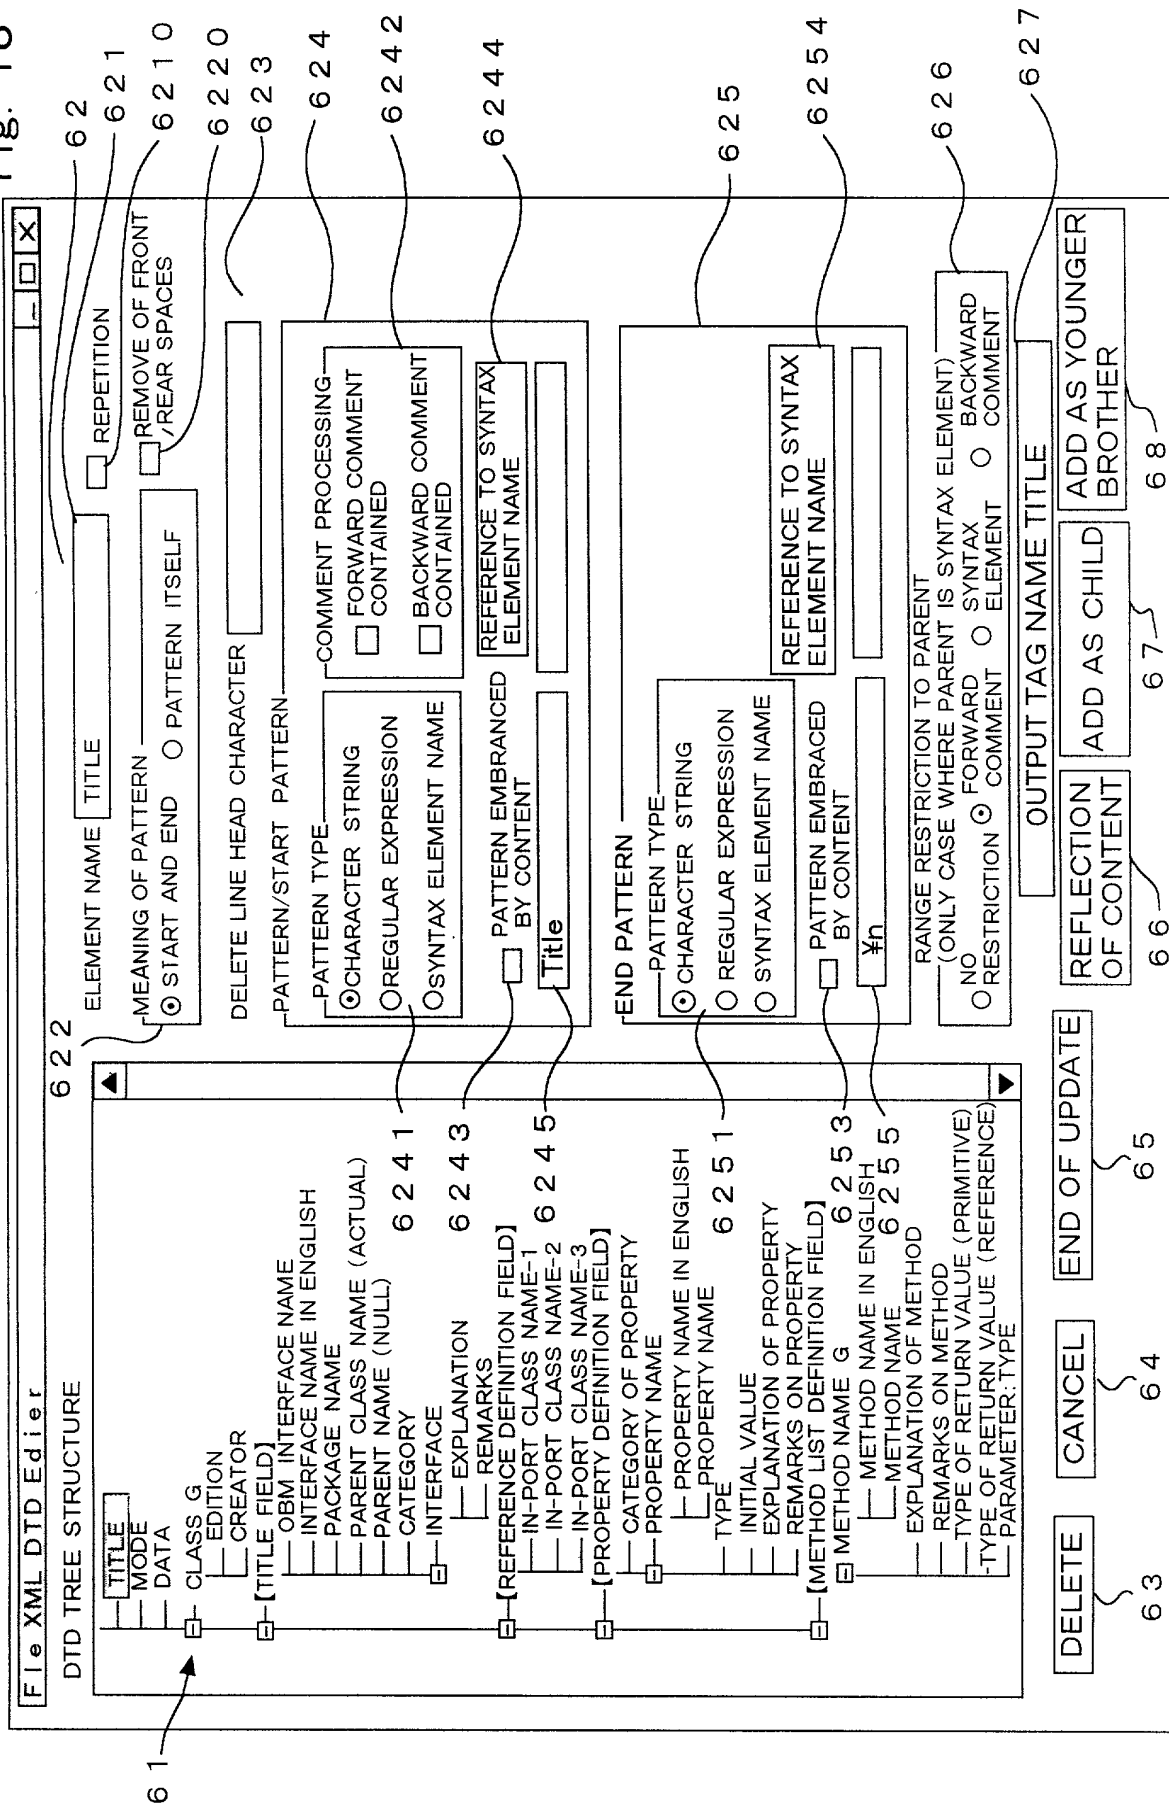 Fig. 18
Fle XML DTD Edier
DTD TREE STRUCTURE
TITLE
MODE
DATA
CLASS G
EDITION
CREATOR
[TITLE FIELD]
OBM INTERFACE NAME
INTERFACE NAME IN ENGLISH
PACKAGE NAME
PARENT CLASS NAME (ACTUAL)
PARENT NAME (NULL)
CATEGORY
INTERFACE
EXPLANATION
REMARKS
[REFERENCE DEFINITION FIELD]
IN-PORT CLASS NAME-1
IN-PORT CLASS NAME-2
IN-PORT CLASS NAME-3
[PROPERTY DEFINITION FIELD]
CATEGORY OF PROPERTY
PROPERTY NAME
PROPERTY NAME IN ENGLISH
PROPERTY NAME
TYPE
INITIAL VALUE
EXPLANATION OF PROPERTY
REMARKS ON PROPERTY
[METHOD LIST DEFINITION FIELD]
METHOD NAME G
METHOD NAME IN ENGLISH
METHOD NAME
EXPLANATION OF METHOD
REMARKS ON METHOD
TYPE OF RETURN VALUE (PRIMITIVE)
TYPE OF RETURN VALUE (REFERENCE)
PARAMETER:TYPE
61
622
6241
6243
6245
6251
6253
6255
ELEMENT NAME TITLE
REPETITION
MEANING OF PATTERN
START AND END PATTERN ITSELF
REMOVE OF FRONT
/REAR SPACES
DELETE LINE HEAD CHARACTER
PATTERN/START PATTERN
PATTERN TYPE
CHARACTER STRING
REGULAR EXPRESSION
SYNTAX ELEMENT NAME
COMMENT PROCESSING
FORWARD COMMENT
CONTAINED
BACKWARD COMMENT
CONTAINED
PATTERN EMBRANCED
BY CONTENT
REFERENCE TO SYNTAX
ELEMENT NAME
Title
END PATTERN
PATTERN TYPE
CHARACTER STRING
REGULAR EXPRESSION
SYNTAX ELEMENT NAME
PATTERN EMBRACED
BY CONTENT
REFERENCE TO SYNTAX
ELEMENT NAME
¥n
RANGE RESTRICTION TO PARENT
(ONLY CASE WHERE PARENT IS SYNTAX ELEMENT)
NO
RESTRICTION
FORWARD
COMMENT
SYNTAX
ELEMENT
BACKWARD
COMMENT
OUTPUT TAG NAME TITLE
62
621
6210
6220
623
624
6242
6244
625
6254
626
627
DELETE
CANCEL
END OF UPDATE
REFLECTION
OF CONTENT
ADD AS CHILD
ADD AS YOUNGER
BROTHER
63
64
65
66
67
68